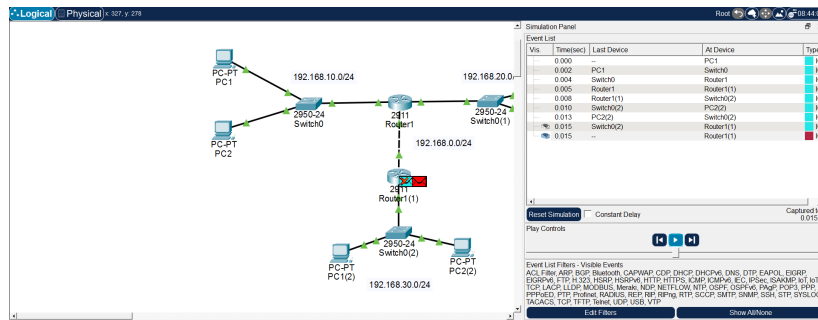 Logical
Physical
x: 327, y: 278
Root
08:44:
PC-PT
PC1
192.168.10.0/24
192.168.20.0/
2950-24
Switch0
2911
Router1
2950-24
Switch0(1)
PC-PT
PC2
192.168.0.0/24
2911
Router1(1)
2950-24
Switch0(2)
PC-PT
PC1(2)
PC-PT
PC2(2)
192.168.30.0/24
Simulation Panel
Event List
Vis. Time(sec) Last Device At Device Type
0.000 -- PC1
0.002 PC1 Switch0
0.004 Switch0 Router1
0.005 Router1 Router1(1)
0.008 Router1(1) Switch0(2)
0.010 Switch0(2) PC2(2)
0.013 PC2(2) Switch0(2)
0.015 Switch0(2) Router1(1)
0.015 -- Router1(1)
Reset Simulation Constant Delay Captured to
0.015
Play Controls
Event List Filters - Visible Events
ACL Filter, ARP, BGP, Bluetooth, CAPWAP, CDP, DHCP, DHCPv6, DNS, DTP, EAPOL, EIGRP,
EIGRPv6, FTP, H.323, HSRP, HSRPv6, HTTP, HTTPS, ICMP, ICMPv6, IEC, IPSec, ISAKMP, IoT, IoT
TCP, LACP, LLDP, MODBUS, Meraki, NDP, NETFLOW, NTP, OSPF, OSPFv6, PAgP, POP3, PPP,
PPPoED, PTP, Profinet, RADIUS, REP, RIP, RIPng, RTP, SCCP, SMTP, SNMP, SSH, STP, SYSLOG
TACACS, TCP, TFTP, Telnet, UDP, USB, VTP
Edit Filters Show All/None